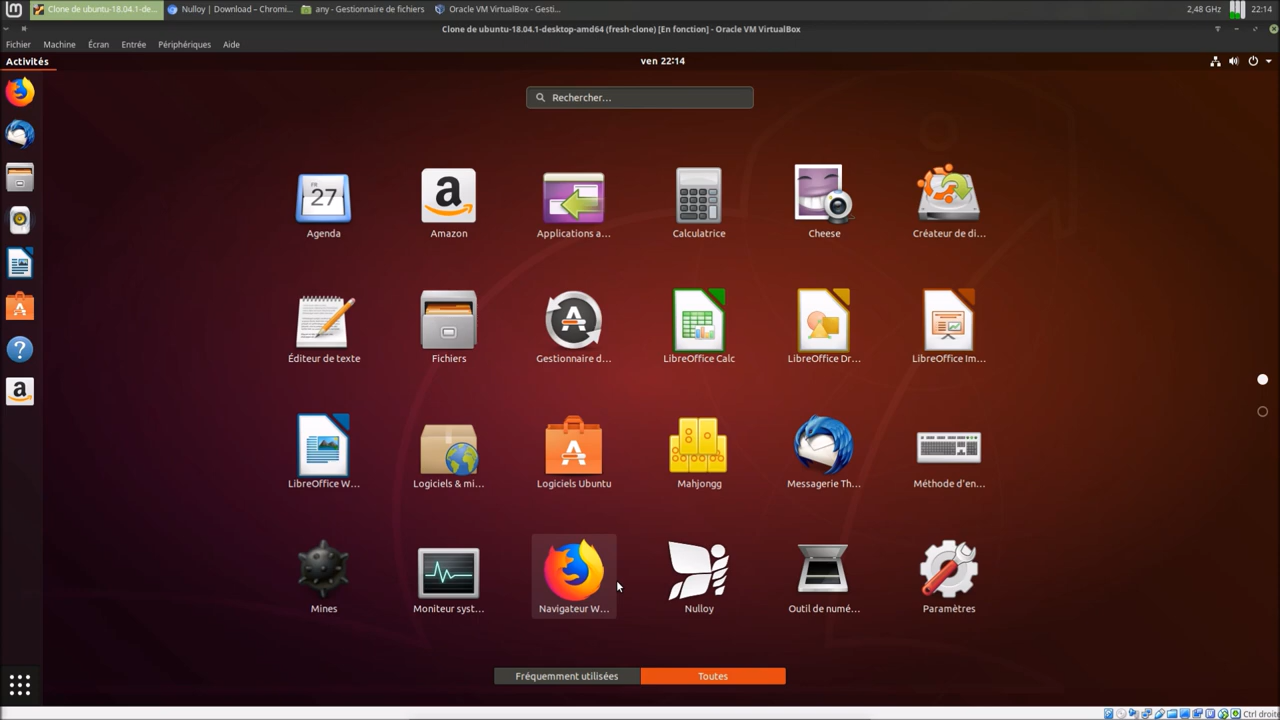 Clone de ubuntu-18.04.1-de...
Nulloy | Download – Chromi...
any - Gestionnaire de fichiers
Oracle VM VirtualBox - Gesti...
2,48 GHz
22:14
Clone de ubuntu-18.04.1-desktop-amd64 (fresh-clone) [En fonction] - Oracle VM VirtualBox
Fichier Machine Écran Entrée Périphériques Aide
Activités
ven 22:14
Rechercher...
FR
27
Agenda
Amazon
Applications a...
Calculatrice
Cheese
Créateur de di...
Éditeur de texte
Fichiers
Gestionnaire d...
LibreOffice Calc
LibreOffice Dr...
LibreOffice Im...
LibreOffice W...
Logiciels & mi...
Logiciels Ubuntu
Mahjongg
Messagerie Th...
Méthode d'en...
Mines
Moniteur syst...
Navigateur W...
Nulloy
Outil de numé...
Paramètres
Fréquemment utilisées
Toutes
Ctrl droite